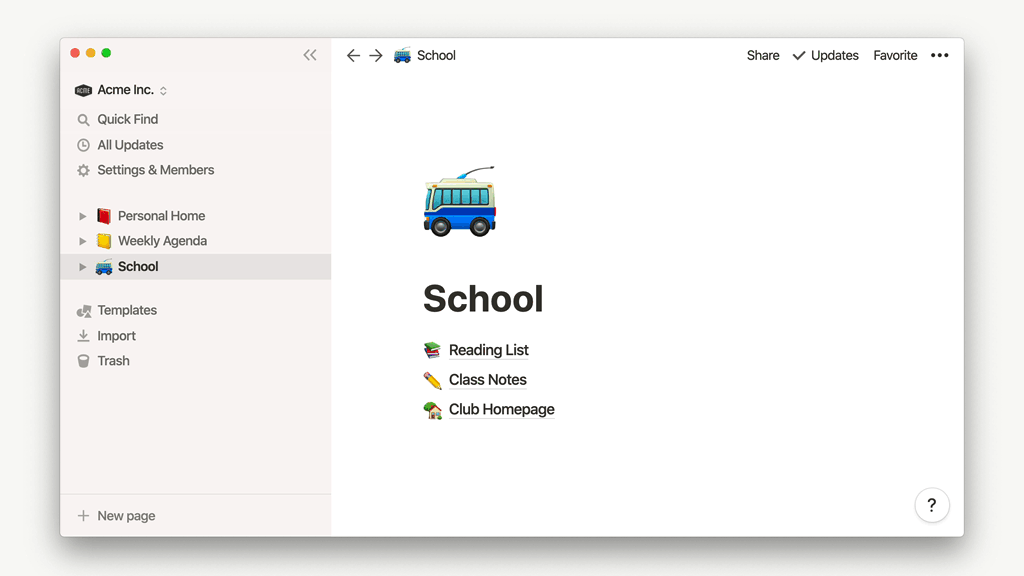 School
Share
Updates
Favorite
ACME
Acme Inc.
Quick Find
All Updates
Settings & Members
Personal Home
Weekly Agenda
School
Templates
Import
Trash
New page
School
Reading List
Class Notes
Club Homepage
?